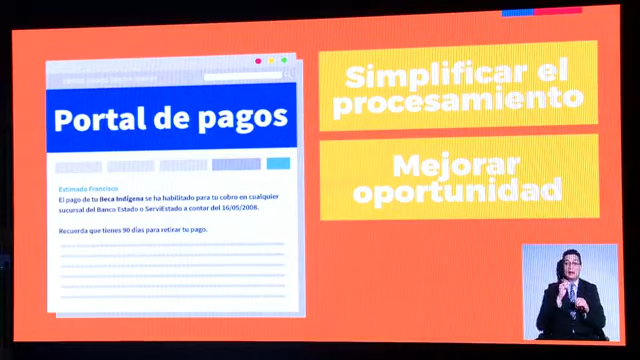 Portal de pagos
Estimado Francisco
El pago de tu Beca Indígena se ha habilitado para tu cobro en cualquier
sucursal del Banco Estado o ServiEstado a contar del 16/05/2008.
Recuerda que tienes 90 días para retirar tu pago.
Simplificar el
procesamiento
Mejorar
oportunidad